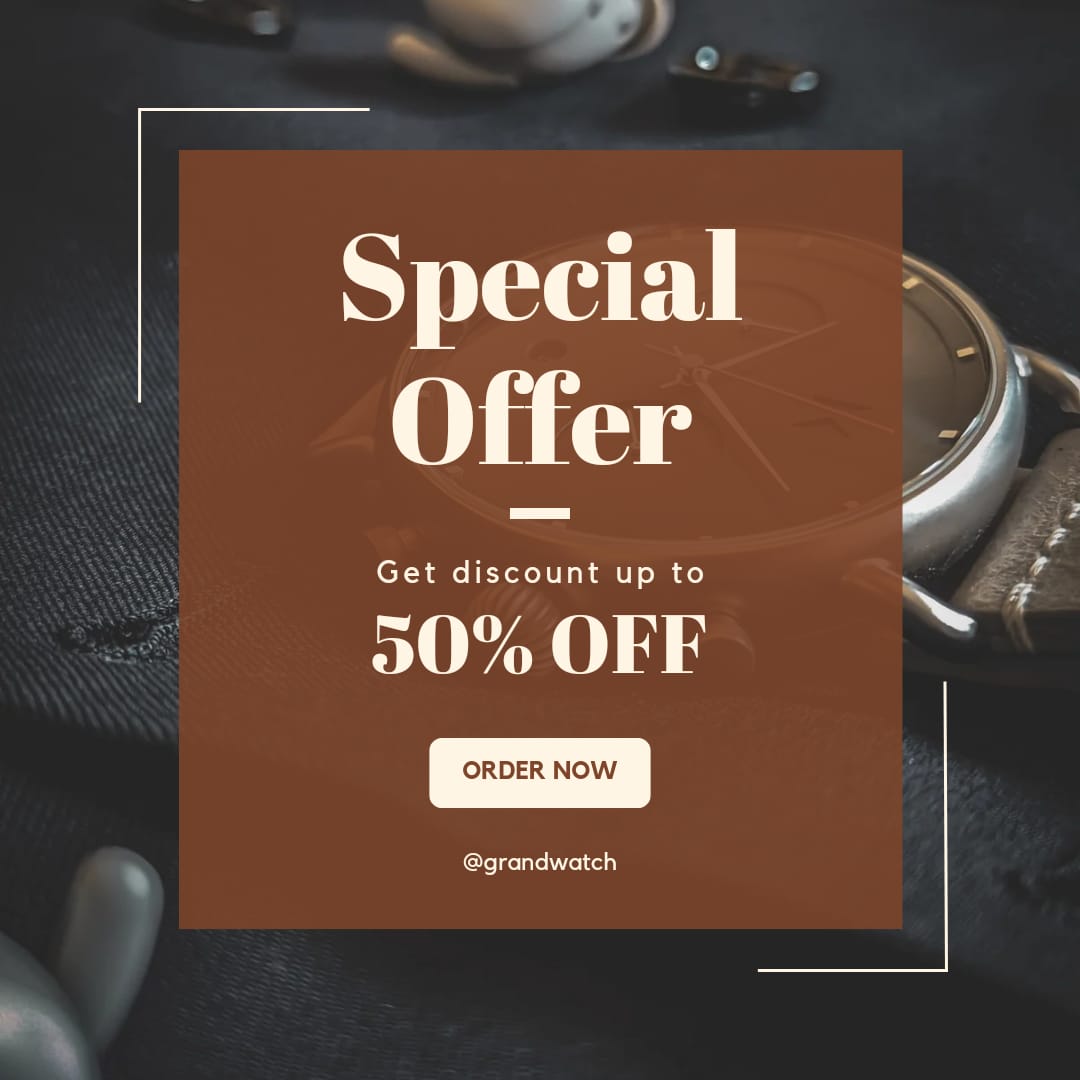 Special
Offer
Get discount up to
50% OFF
ORDER NOW
@grandwatch